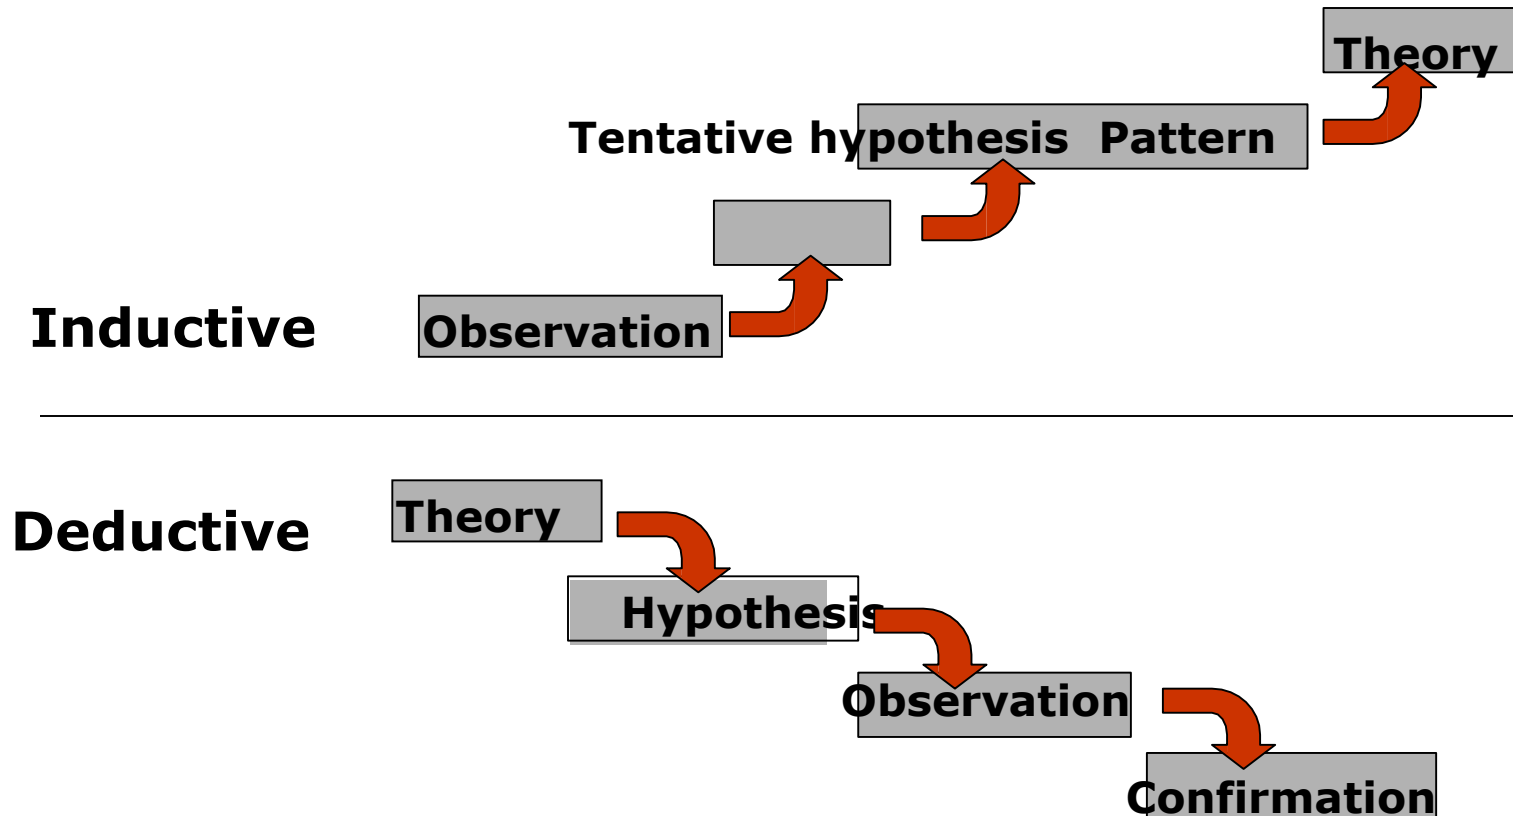 Theory
Tentative hypothesis Pattern
Inductive
Observation
Deductive
Theory
Hypothesis
Observation
Confirmation